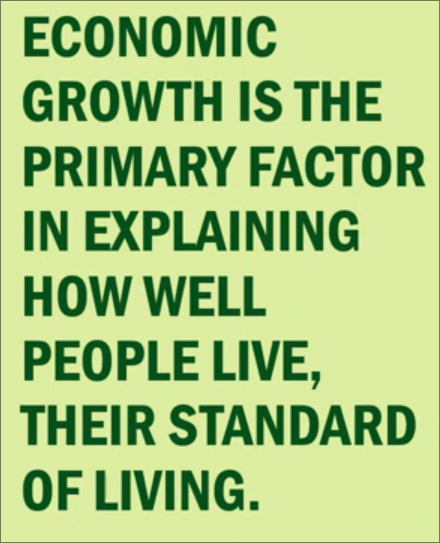 ECONOMIC
GROWTH IS THE
PRIMARY FACTOR
IN EXPLAINING
HOW WELL
PEOPLE LIVE,
THEIR STANDARD
OF LIVING.